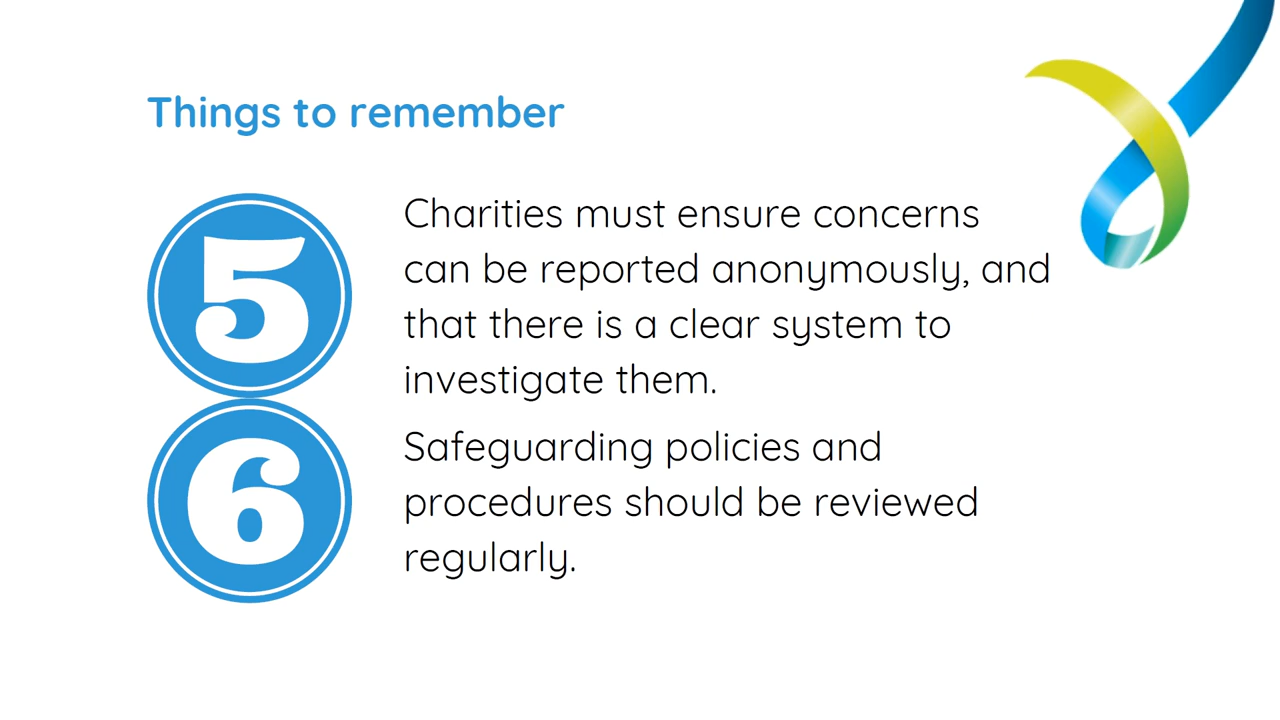 Things to remember
5
Charities must ensure concerns
can be reported anonymously, and
that there is a clear system to
investigate them.
6
Safeguarding policies and
procedures should be reviewed
regularly.